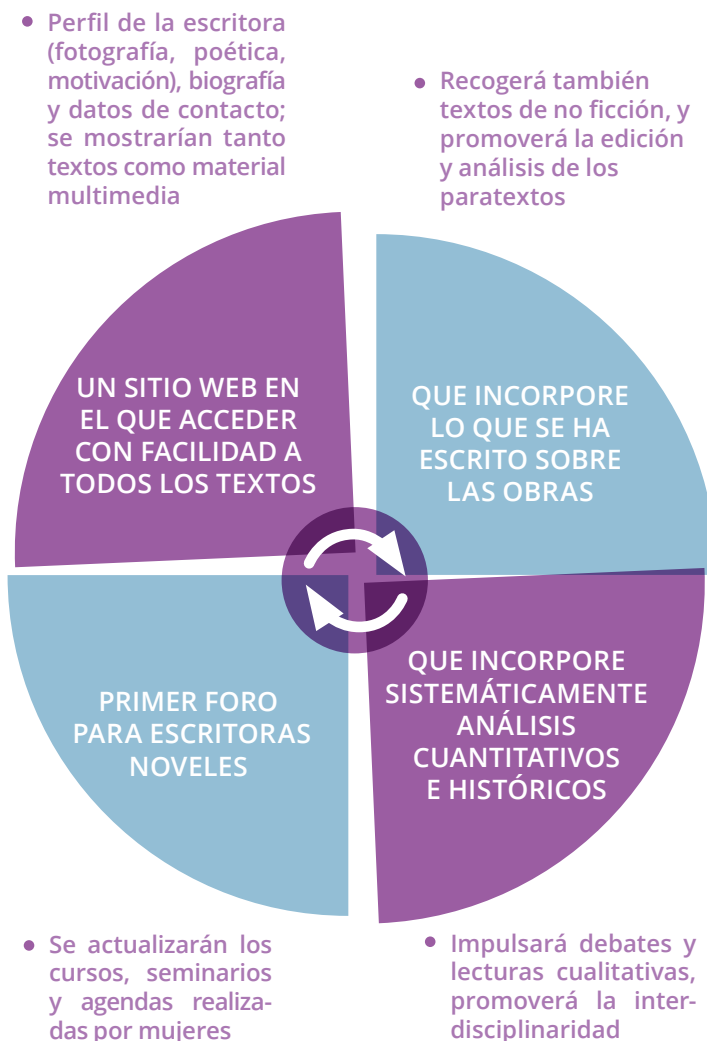 • Perfil de la escritora
(fotografía, poética,
motivación), biografía
y datos de contacto;
se mostrarían tanto
textos como material
multimedia
• Recogerá también
textos de no ficción, y
promoverá la edición
y análisis de los
paratextos
UN SITIO WEB EN
EL QUE ACCEDER
CON FACILIDAD A
TODOS LOS TEXTOS
QUE INCORPORE
LO QUE SE HA
ESCRITO SOBRE
LAS OBRAS
PRIMER FORO
PARA ESCRITORAS
NOVELES
QUE INCORPORE
SISTEMÁTICAMENTE
ANÁLISIS
CUANTITATIVOS
E HISTÓRICOS
• Se actualizarán los
cursos, seminarios
y agendas realiza-
das por mujeres
• Impulsará debates y
lecturas cualitativas,
promoverá la inter-
disciplinaridad